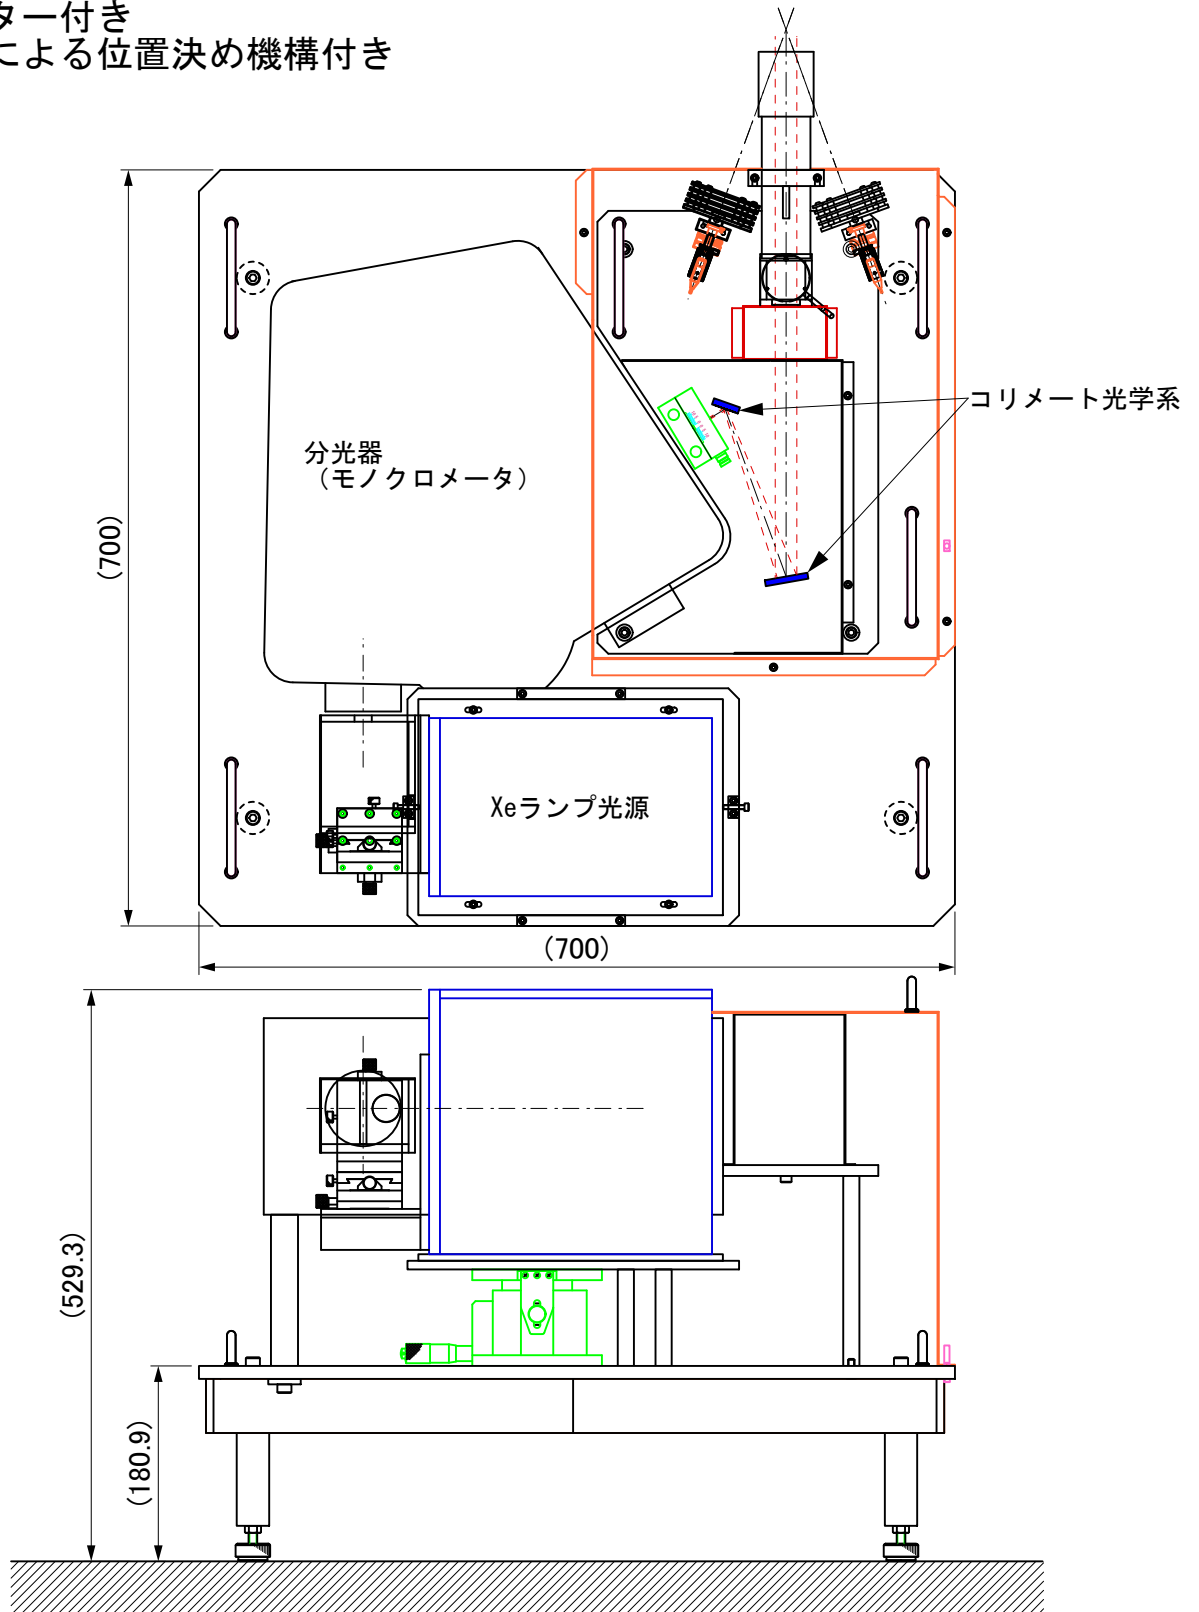 ター付き
による位置決め機構付き
コリメート光学系
分光器
（モノクロメータ）
(700)
Xeランプ光源
(700)
(529.3)
(180.9)